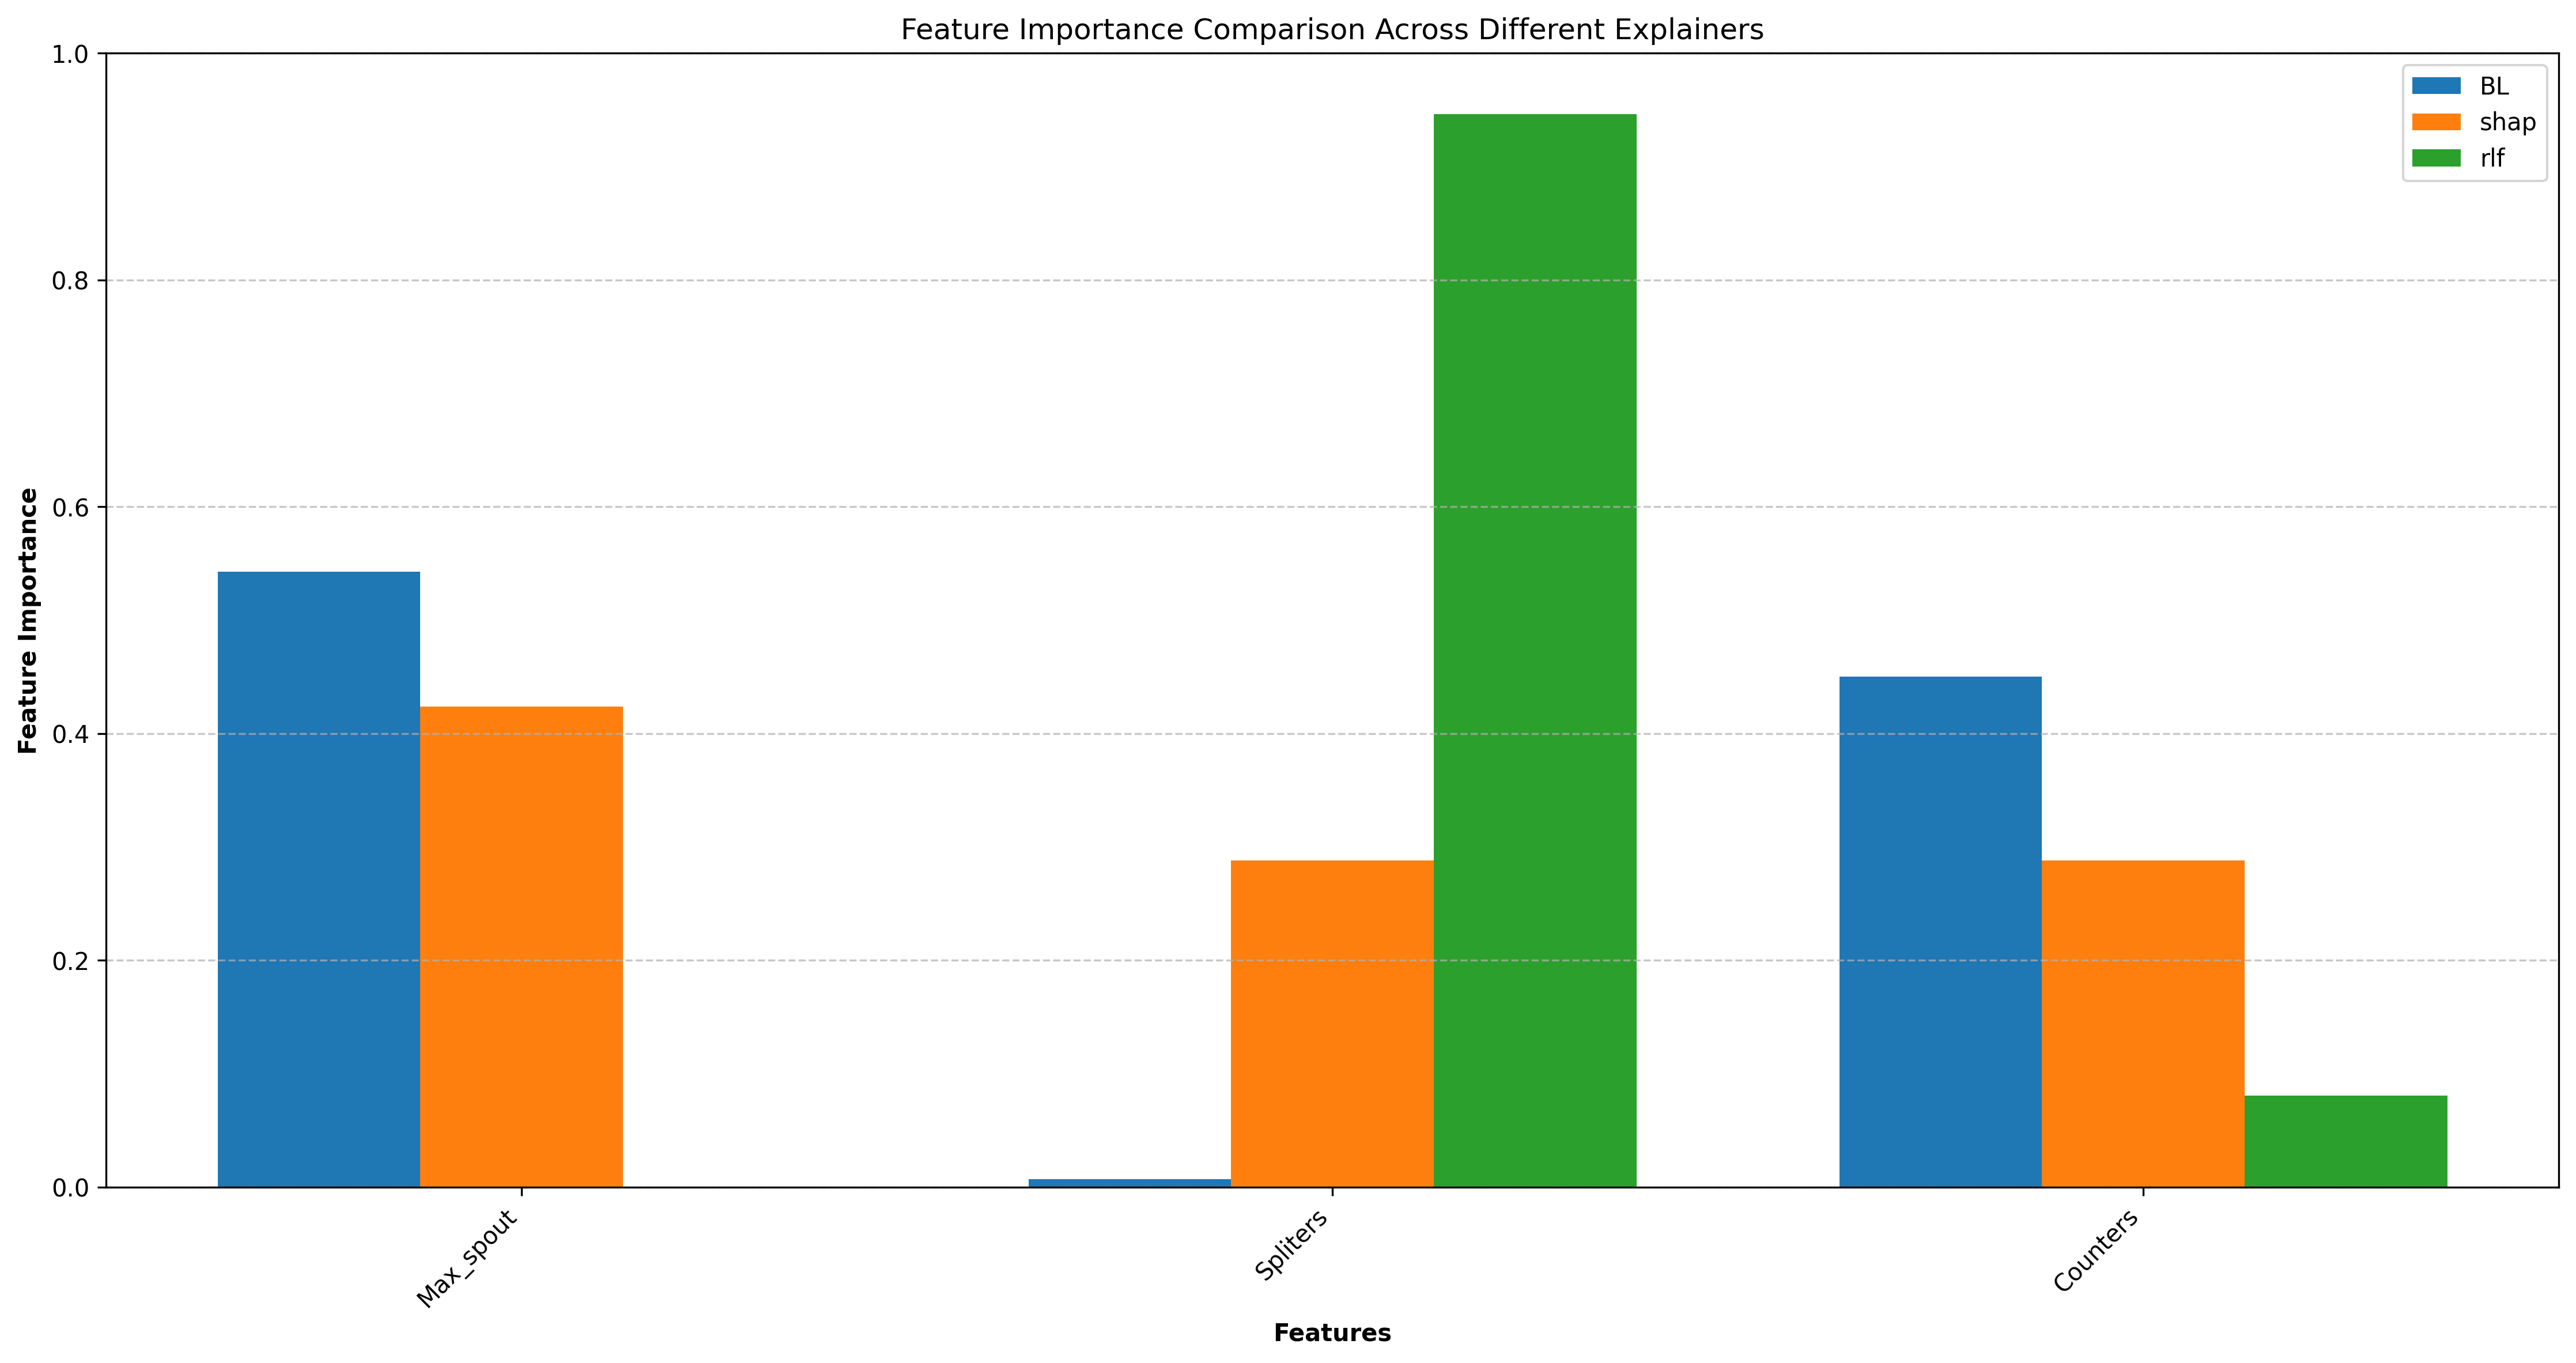 Feature Importance Comparison Across Different Explainers
1.0
0.8
0.6
0.4
0.2
0.0
Feature Importance
BL
shap
rlf
Max_spout
Spliters
Counters
Features